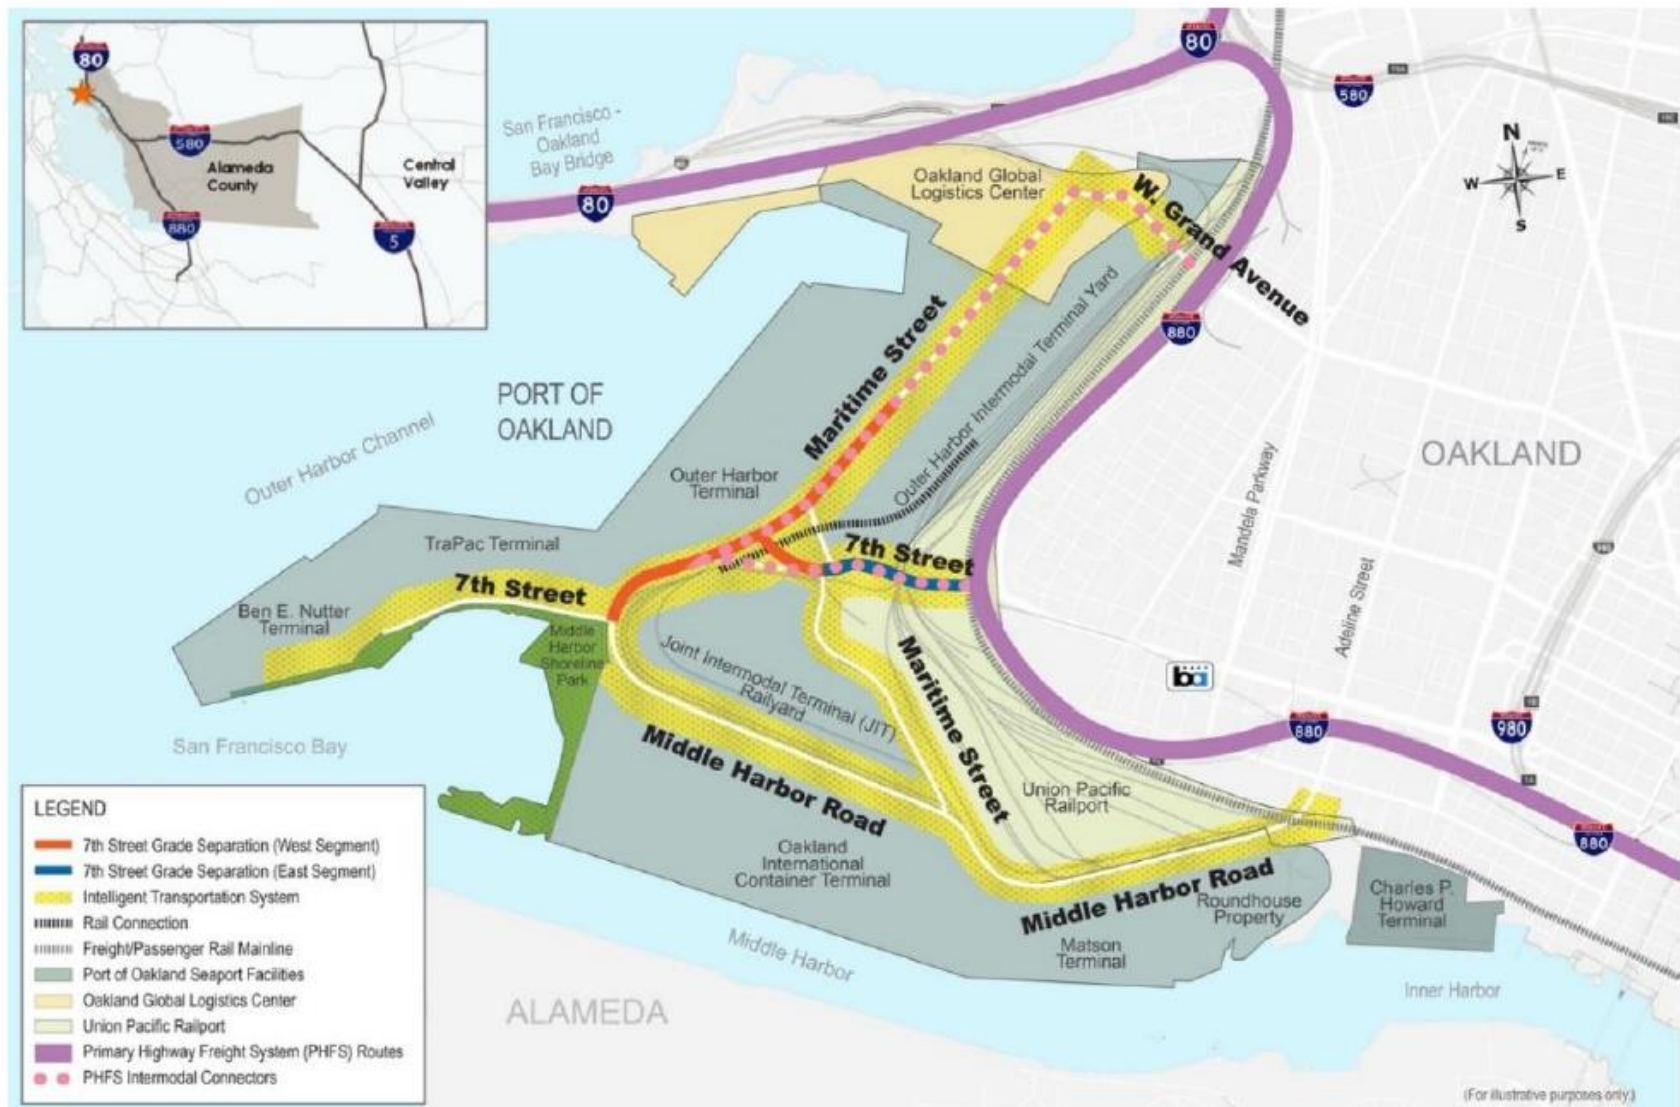 80
580
Alameda
County
Central
Valley
880
5
San Francisco -
Oakland
Bay Bridge
80
80
580
N
W
E
S
Oakland Global
Logistics Center
W. Grand Avenue
880
Maritime Street
Outer Harbor Intermodal Terminal Yard
PORT OF
OAKLAND
Outer Harbor Channel
OAKLAND
Mandela Parkway
Adeline Street
Outer Harbor
Terminal
TraPac Terminal
7th Street
7th Street
Ben E. Nutter
Terminal
Middle
Harbor
Shoreline
Park
Joint Intermodal Terminal (JIT)
Railyard
Maritime Street
ba
San Francisco Bay
880
980
Middle Harbor Road
Union Pacific
Railport
880
Oakland
International
Container Terminal
Middle Harbor Road
Roundhouse
Property
Charles P.
Howard
Terminal
Matson
Terminal
Middle Harbor
Inner Harbor
ALAMEDA
LEGEND
7th Street Grade Separation (West Segment)
7th Street Grade Separation (East Segment)
Intelligent Transportation System
Rail Connection
Freight/Passenger Rail Mainline
Port of Oakland Seaport Facilities
Oakland Global Logistics Center
Union Pacific Railport
Primary Highway Freight System (PHFS) Routes
PHFS Intermodal Connectors
(For illustrative purposes only.)